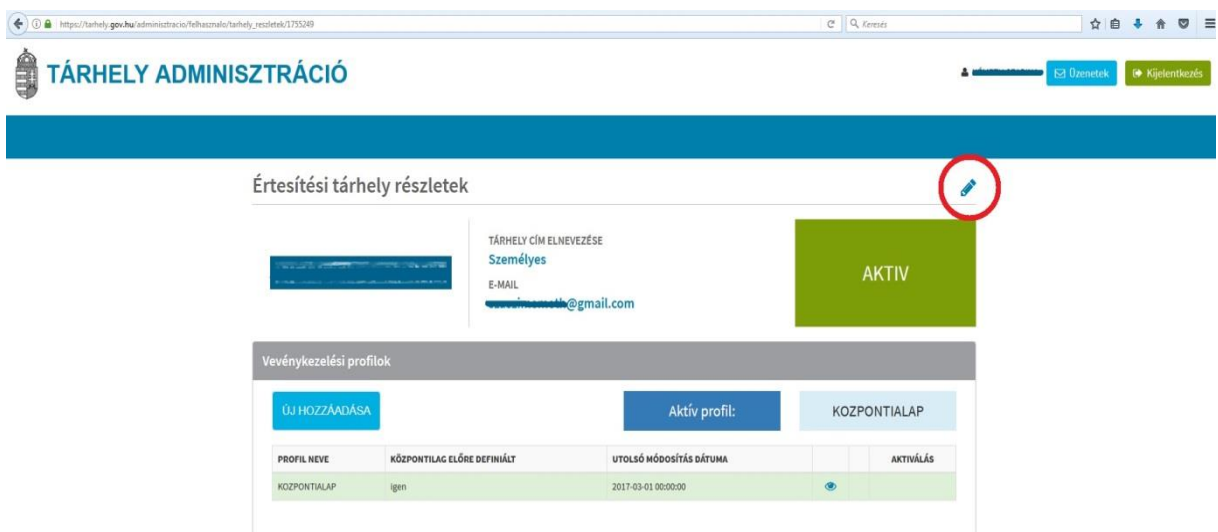 https://tarhely.gov.hu/adminisztracio/felhasznalo/tarhely_reszletek/1755249
Keresés
TÁRHELY ADMINISZTRÁCIÓ
Üzenetek
Kijelentkezés
Értesítési tárhely részletek
TÁRHELY CÍM ELNEVEZÉSE
Személyes
E-MAIL
@gmail.com
AKTIV
Vevénykezelési profilok
ÚJ HOZZÁADÁSA
Aktív profil:
KOZPONTIALAP
PROFIL NEVE KÖZPONTILAG ELŐRE DEFINIÁLT UTOLSÓ MÓDOSÍTÁS DÁTUMA AKTIVÁLÁS
KOZPONTIALAP igen 2017-03-01 00:00:00